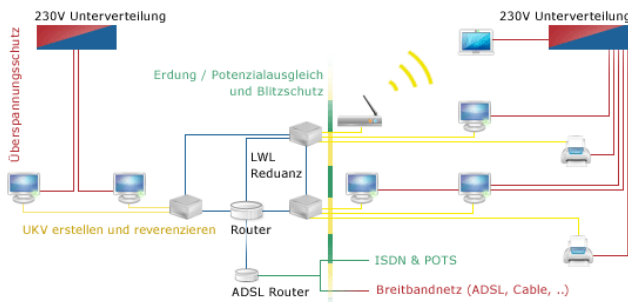 230V Unterverteilung
230V Unterverteilung
Überspannungsschutz
Erdung / Potenzialausgleich
und Blitzschutz
LWL
Reduanz
UKV erstellen und reverenzieren
Router
ISDN & POTS
ADSL Router
Breitbandnetz (ADSL, Cable, ..)